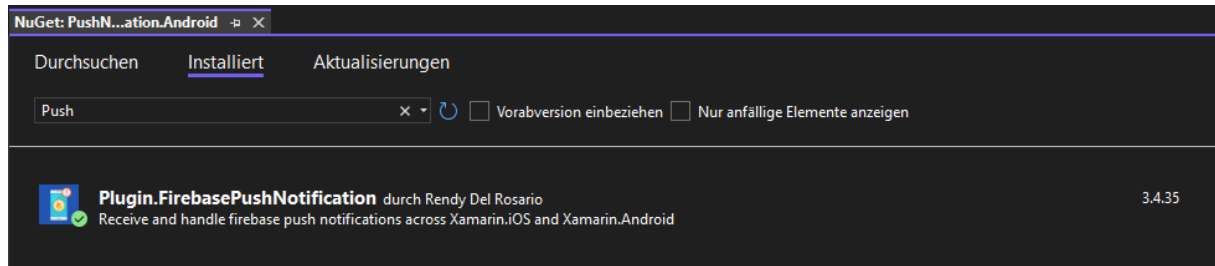 NuGet: PushN...ation.Android
Durchsuchen Installiert Aktualisierungen
Push Vorabversion einbeziehen Nur anfällige Elemente anzeigen
Plugin.FirebasePushNotification durch Rendy Del Rosario 3.4.35
Receive and handle firebase push notifications across Xamarin.iOS and Xamarin.Android